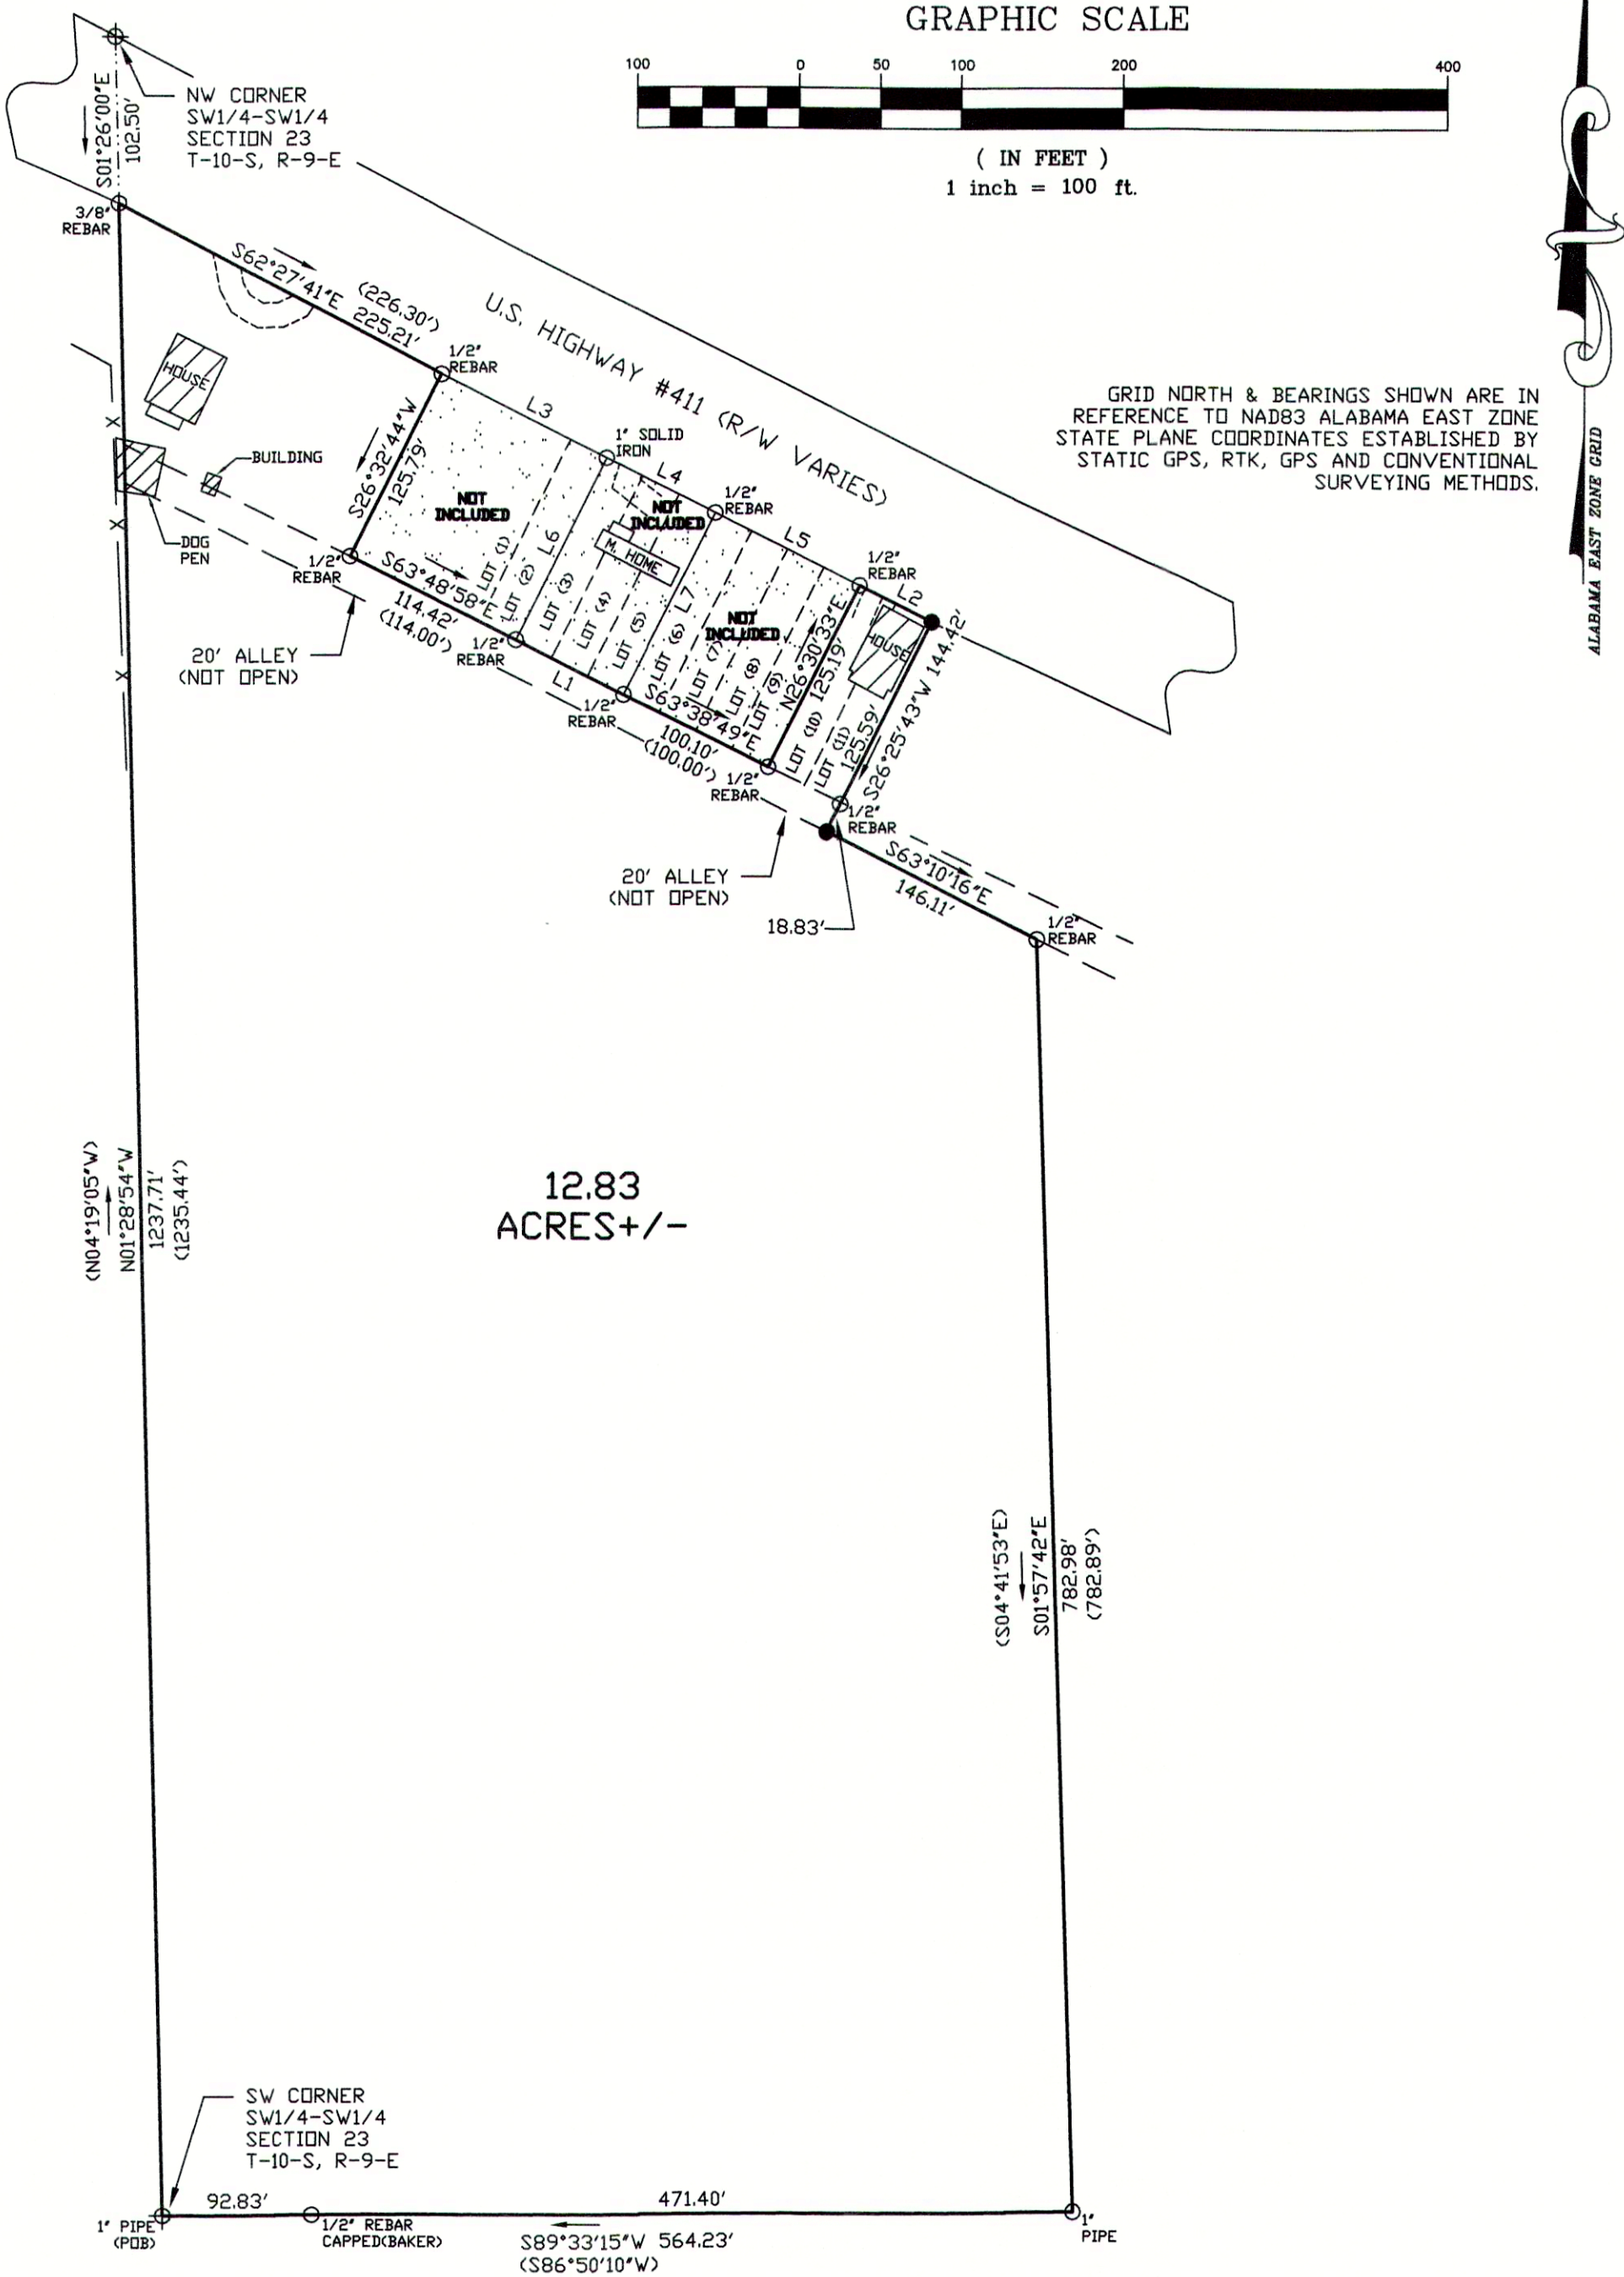 GRAPHIC SCALE
100 0 50 100 200 400
( IN FEET )
1 inch = 100 ft.
NW CORNER
SW1/4-SW1/4
SECTION 23
T-10-S, R-9-E
S01°26'00"E
102.50'
3/8"
REBAR
S62°27'41"E 225.21'
(226.30')
U.S. HIGHWAY #411 (R/W VARIES)
GRID NORTH & BEARINGS SHOWN ARE IN
REFERENCE TO NAD83 ALABAMA EAST ZONE
STATE PLANE COORDINATES ESTABLISHED BY
STATIC GPS, RTK, GPS AND CONVENTIONAL
SURVEYING METHODS.
ALABAMA EAST ZONE GRID
HOUSE
1/2"
REBAR
L3
1" SOLID
IRON
L4
1/2"
REBAR
L5
1/2"
REBAR
L2
BUILDING
DOG
PEN
S26°32'44"W
125.79'
NOT
INCLUDED
NOT
INCLUDED
M. HOME
NOT
INCLUDED
HOUSE
1/2"
REBAR
S63°48'58"E
114.42'
(114.00')
LOT (1)
LOT (2)
L6
LOT (3)
LOT (4)
LOT (5)
L7
LOT (6)
LOT (7)
LOT (8)
LOT (9)
N26°30'33"E
125.19'
LOT (10)
LOT (11)
125.59'
S26°25'43"W 144.42'
20' ALLEY
(NOT OPEN)
1/2"
REBAR
L1
1/2"
REBAR
S63°38'49"E
100.10'
(100.00')
1/2"
REBAR
1/2"
REBAR
20' ALLEY
(NOT OPEN)
18.83'
S63°10'16"E
146.11'
1/2"
REBAR
12.83
ACRES+/-
(N04°19'05"W)
N01°28'54"W
1237.71'
(1235.44')
(S04°41'53"E)
S01°57'42"E
782.98'
(782.89')
SW CORNER
SW1/4-SW1/4
SECTION 23
T-10-S, R-9-E
92.83'
471.40'
1" PIPE
(POB)
1/2" REBAR
CAPPED(BAKER)
S89°33'15"W 564.23'
(S86°50'10"W)
1"
PIPE